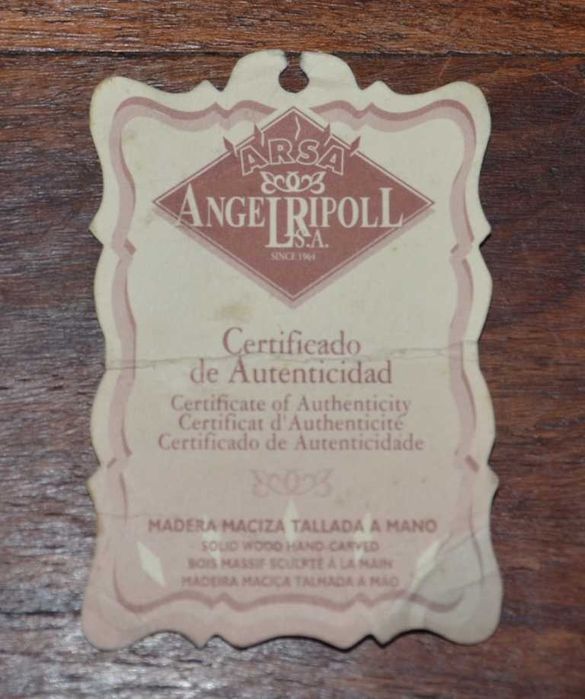 ARSA
ANGEL RIPOLL
S.A.
SINCE 1964
Certificado
de Autenticidad
Certificate of Authenticity
Certificat d'Authenticité
Certificado de Autenticidade
MADERA MACIZA TALLADA A MANO
SOLID WOOD HAND-CARVED
BOIS MASSIF SCULPTÉ À LA MAIN
MADEIRA MACICA TALHADA A MÃO